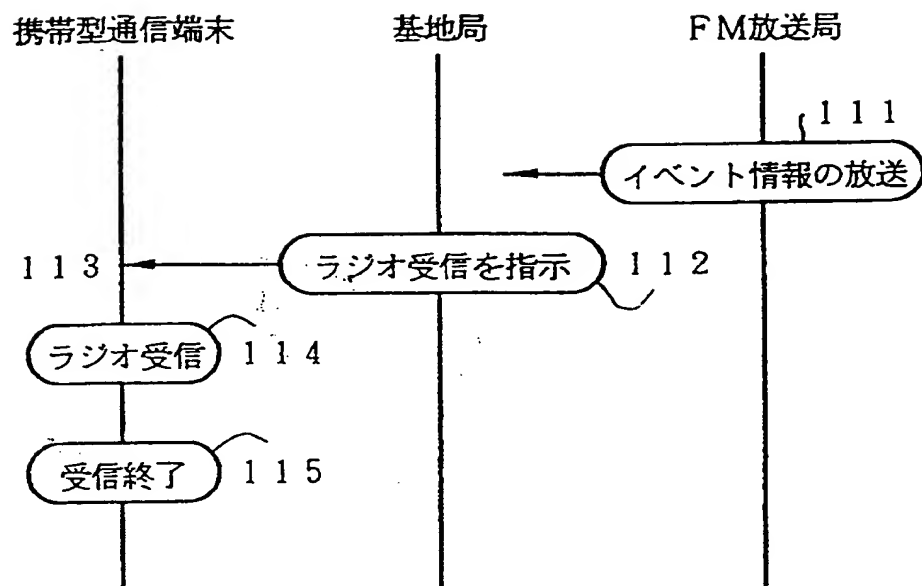 携帯型通信端末
基地局
FM放送局
111
イベント情報の放送
113
ラジオ受信を指示
112
ラジオ受信
114
受信終了
115